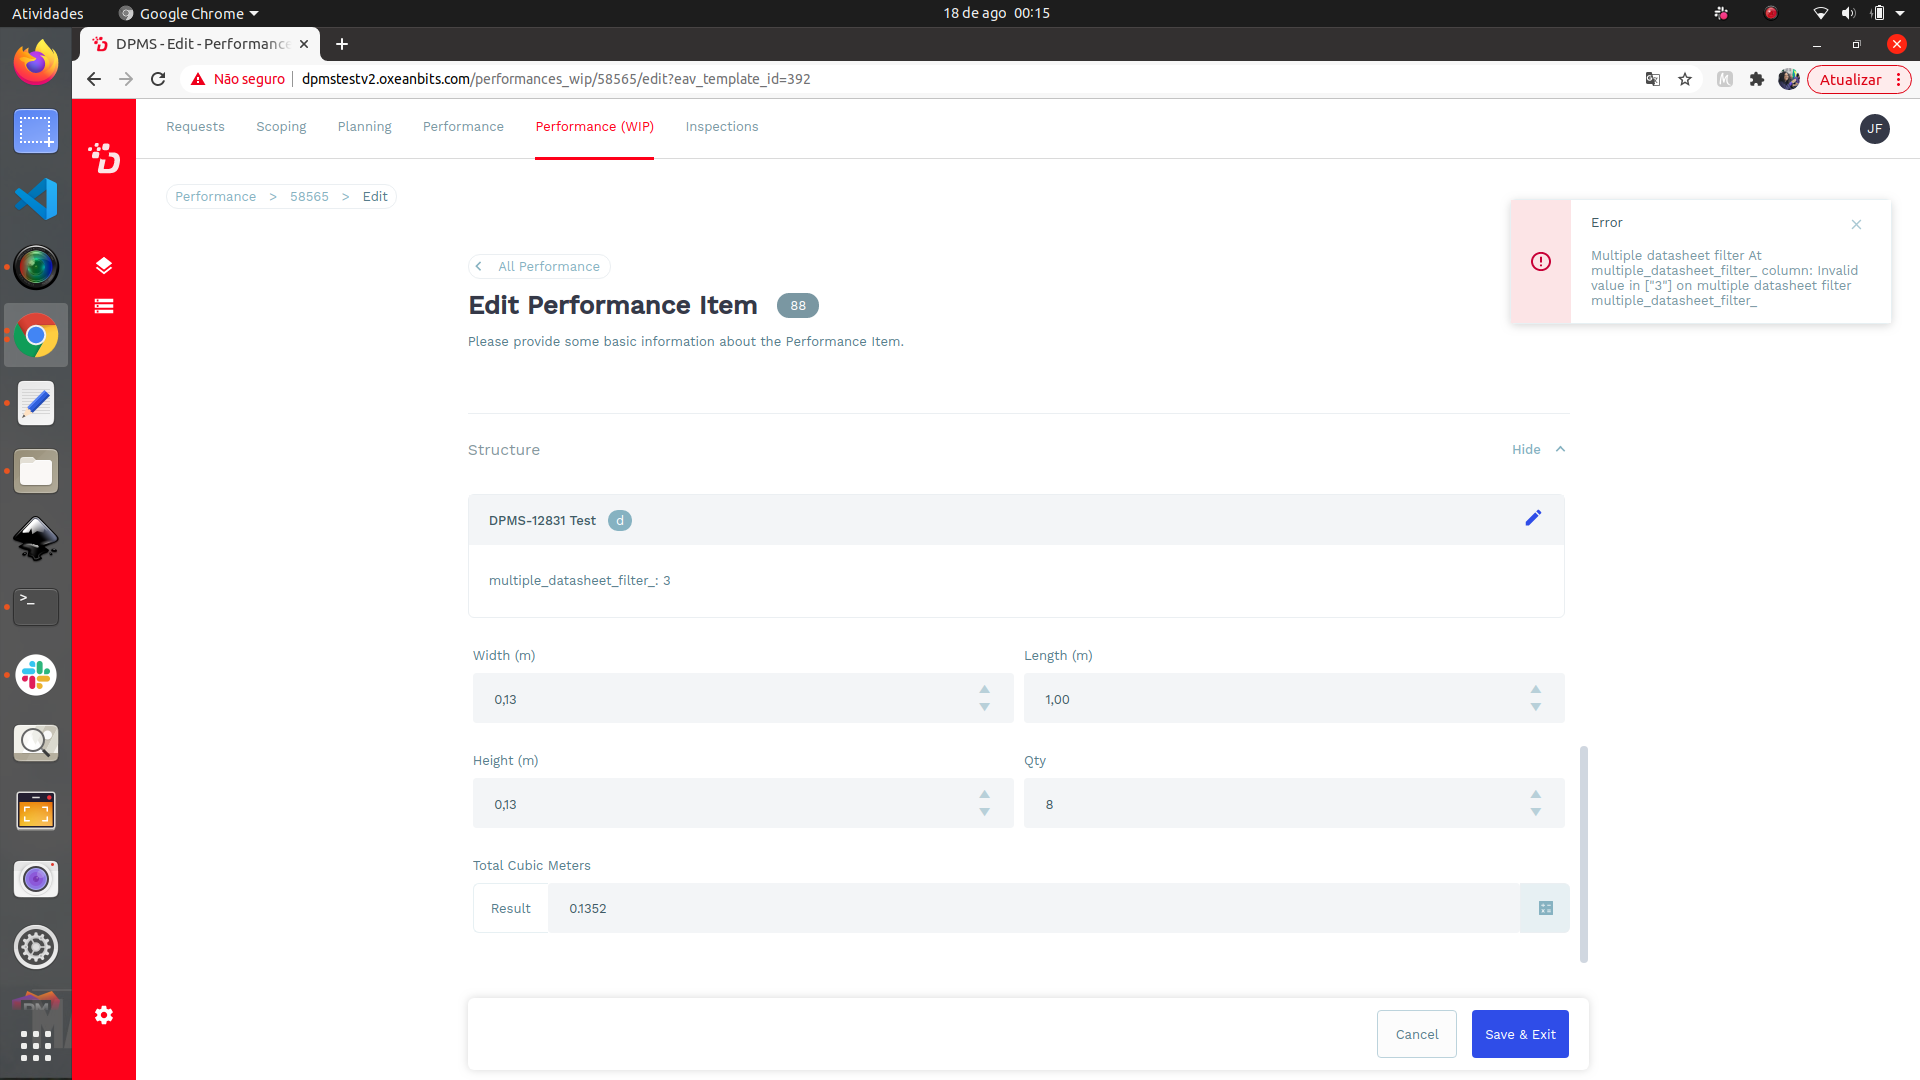 Atividades
Google Chrome
18 de ago 00:15
DPMS - Edit - Performance
Não seguro
dpmstestv2.oxeanbits.com/performances_wip/58565/edit?eav_template_id=392
Atualizar
Requests
Scoping
Planning
Performance
Performance (WIP)
Inspections
JF
Performance > 58565 > Edit
Error
Multiple datasheet filter At
multiple_datasheet_filter_ column: Invalid
value in ["3"] on multiple datasheet filter
multiple_datasheet_filter_
All Performance
Edit Performance Item 88
Please provide some basic information about the Performance Item.
Structure
Hide
DPMS-12831 Test d
multiple_datasheet_filter_: 3
Width (m)
Length (m)
0,13
1,00
Height (m)
Qty
0,13
8
Total Cubic Meters
Result
0.1352
Cancel
Save & Exit